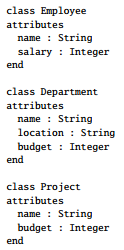 class Employee
attributes
  name : String
  salary : Integer
end

class Department
attributes
  name : String
  location : String
  budget : Integer
end

class Project
attributes
  name : String
  budget : Integer
end